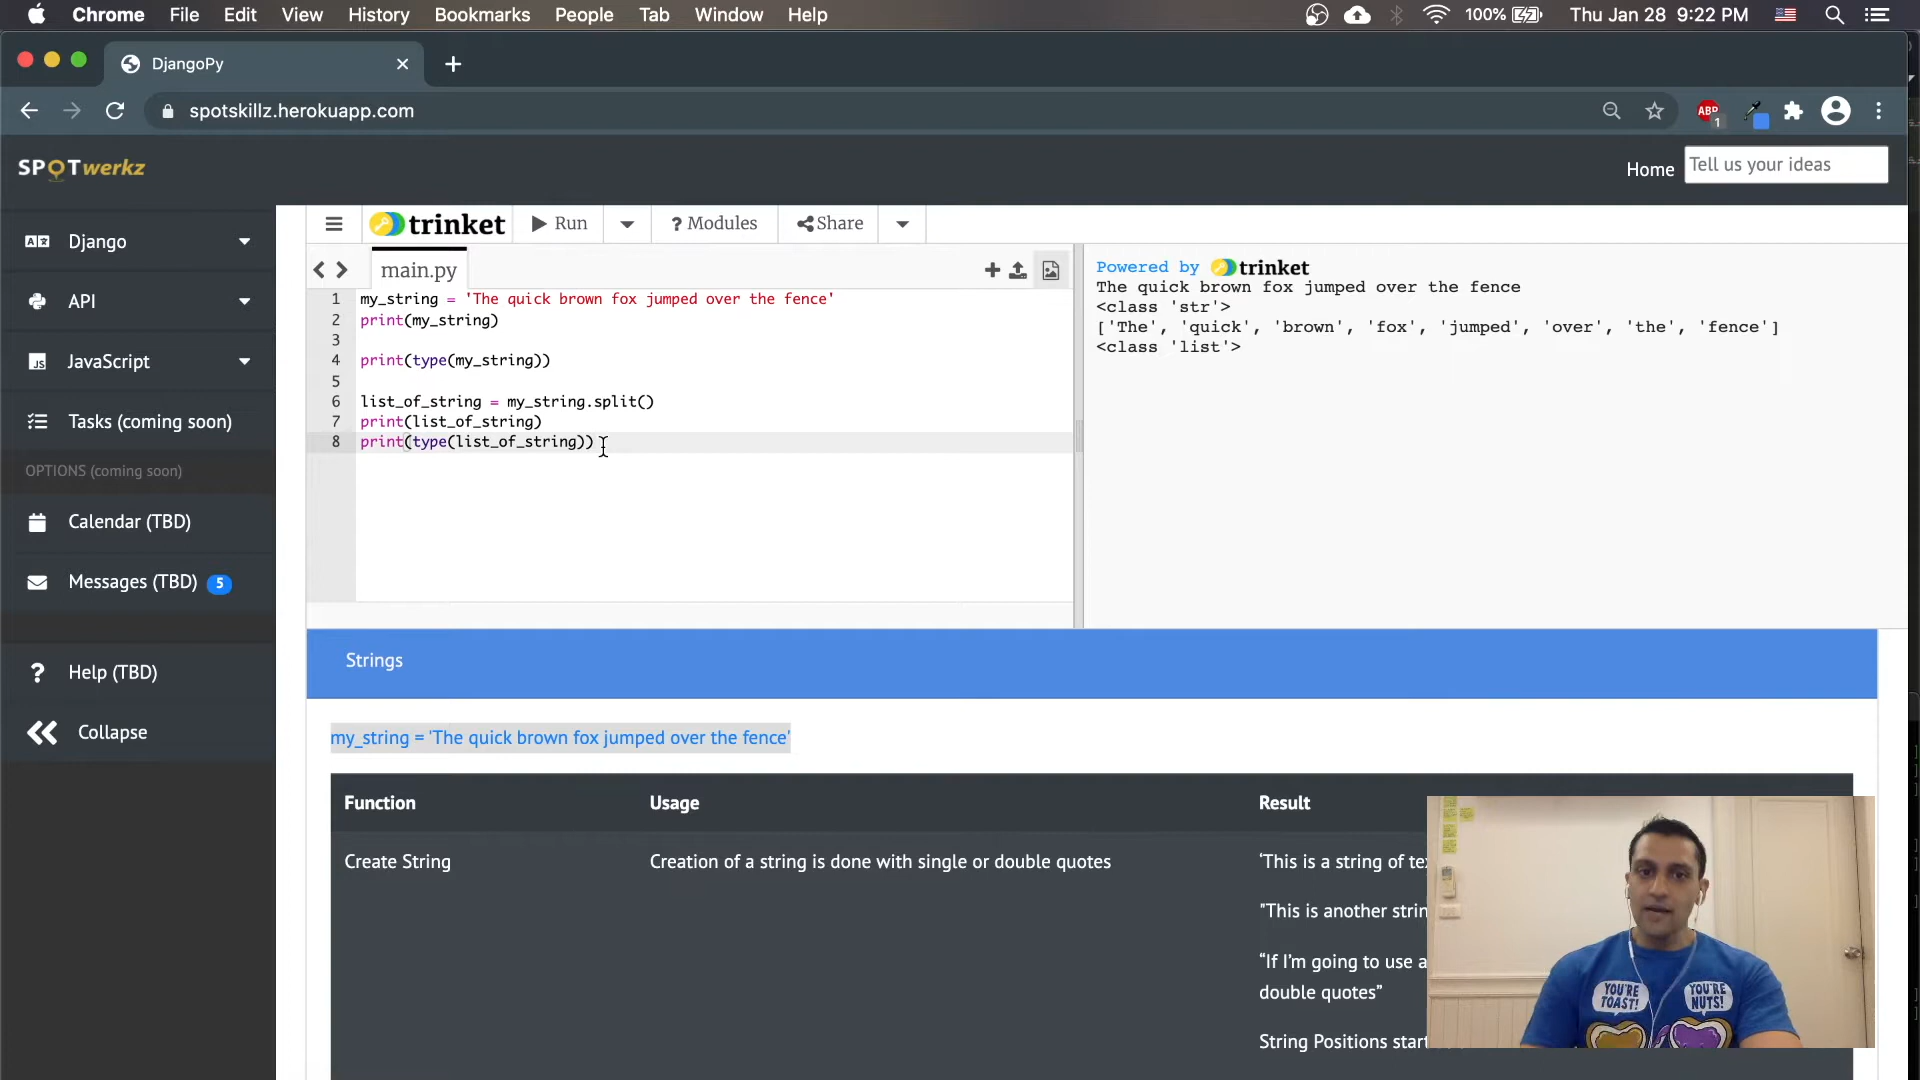 Chrome File Edit View History Bookmarks People Tab Window Help 100% Thu Jan 28 9:22 PM
DjangoPy
spotskillz.herokuapp.com ABP 1
SPOTwerkz Home Tell us your ideas
Django
API
JavaScript
Tasks (coming soon)
OPTIONS (coming soon)
Calendar (TBD)
Messages (TBD) 5
Help (TBD)
Collapse
trinket Run ? Modules Share
main.py
1 my_string = 'The quick brown fox jumped over the fence'
2 print(my_string)
3
4 print(type(my_string))
5
6 list_of_string = my_string.split()
7 print(list_of_string)
8 print(type(list_of_string))
Powered by trinket
The quick brown fox jumped over the fence
<class 'str'>
['The', 'quick', 'brown', 'fox', 'jumped', 'over', 'the', 'fence']
<class 'list'>
Strings
my_string = 'The quick brown fox jumped over the fence'
Function Usage Result
Create String Creation of a string is done with single or double quotes ‘This is a string of
"This is another
“If I’m going to use a
double quotes”
String Positions start
YOU'RE TOAST!
YOU'RE NUTS!